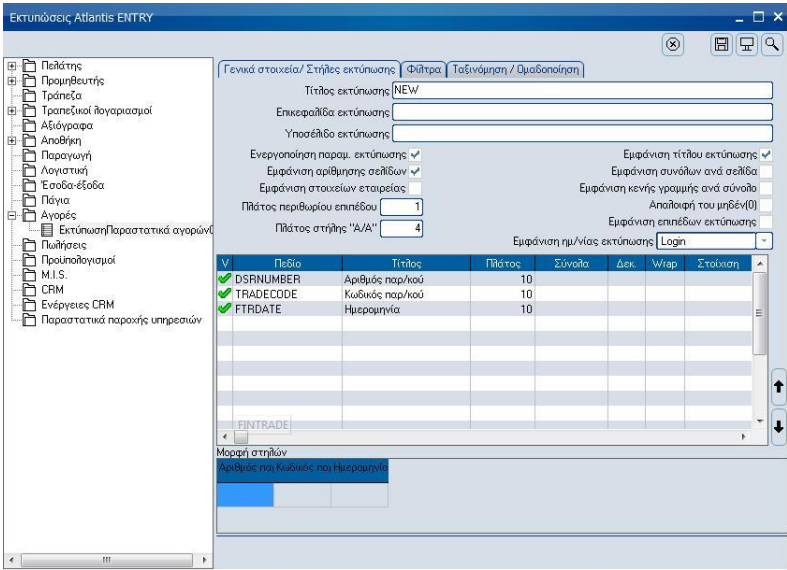 Εκτυπώσεις Atlantis ENTRY
Πελάτης
Προμηθευτής
Τράπεζα
Τραπεζικοί λογαριασμοί
Αξιόγραφα
Αποθήκη
Παραγωγή
Λογιστική
Έσοδα-έξοδα
Πάγια
Αγορές
ΕκτύπωσηΠαραστατικά αγορών(
Πωλήσεις
Προϋπολογισμοί
M.I.S.
CRM
Ενέργειες CRM
Παραστατικά παροχής υπηρεσιών
Γενικά στοιχεία/ Στήλες εκτύπωσης Φίλτρα Ταξινόμηση / Ομαδοποίηση
Τίτλος εκτύπωσης NEW
Επικεφαλίδα εκτύπωσης
Υποσέλιδο εκτύπωσης
Ενεργοποίηση παραμ. εκτύπωσης Εμφάνιση τίτλου εκτύπωσης
Εμφάνιση αρίθμησης σελίδων Εμφάνιση συνόλων ανά σελίδα
Εμφάνιση στοιχείων εταιρείας Εμφάνιση κενής γραμμής ανά σύνολο
Πλάτος περιθωρίου επιπέδου 1 Απαλοιφή του μηδέν(0)
Πλάτος στήλης "Α/Α" 4 Εμφάνιση επιπέδων εκτύπωσης
Εμφάνιση ημ/νίας εκτύπωσης Login
V Πεδίο Τίτλος Πλάτος Σύνολα Δεκ. Wrap Στοίχιση
DSRNUMBER Αριθμός παρ/κού 10
TRADECODE Κωδικός παρ/κού 10
FTRDATE Ημερομηνία 10
FINTRADE
Μορφή στηλών
Αριθμός πα Κωδικός πα Ημερομηνία